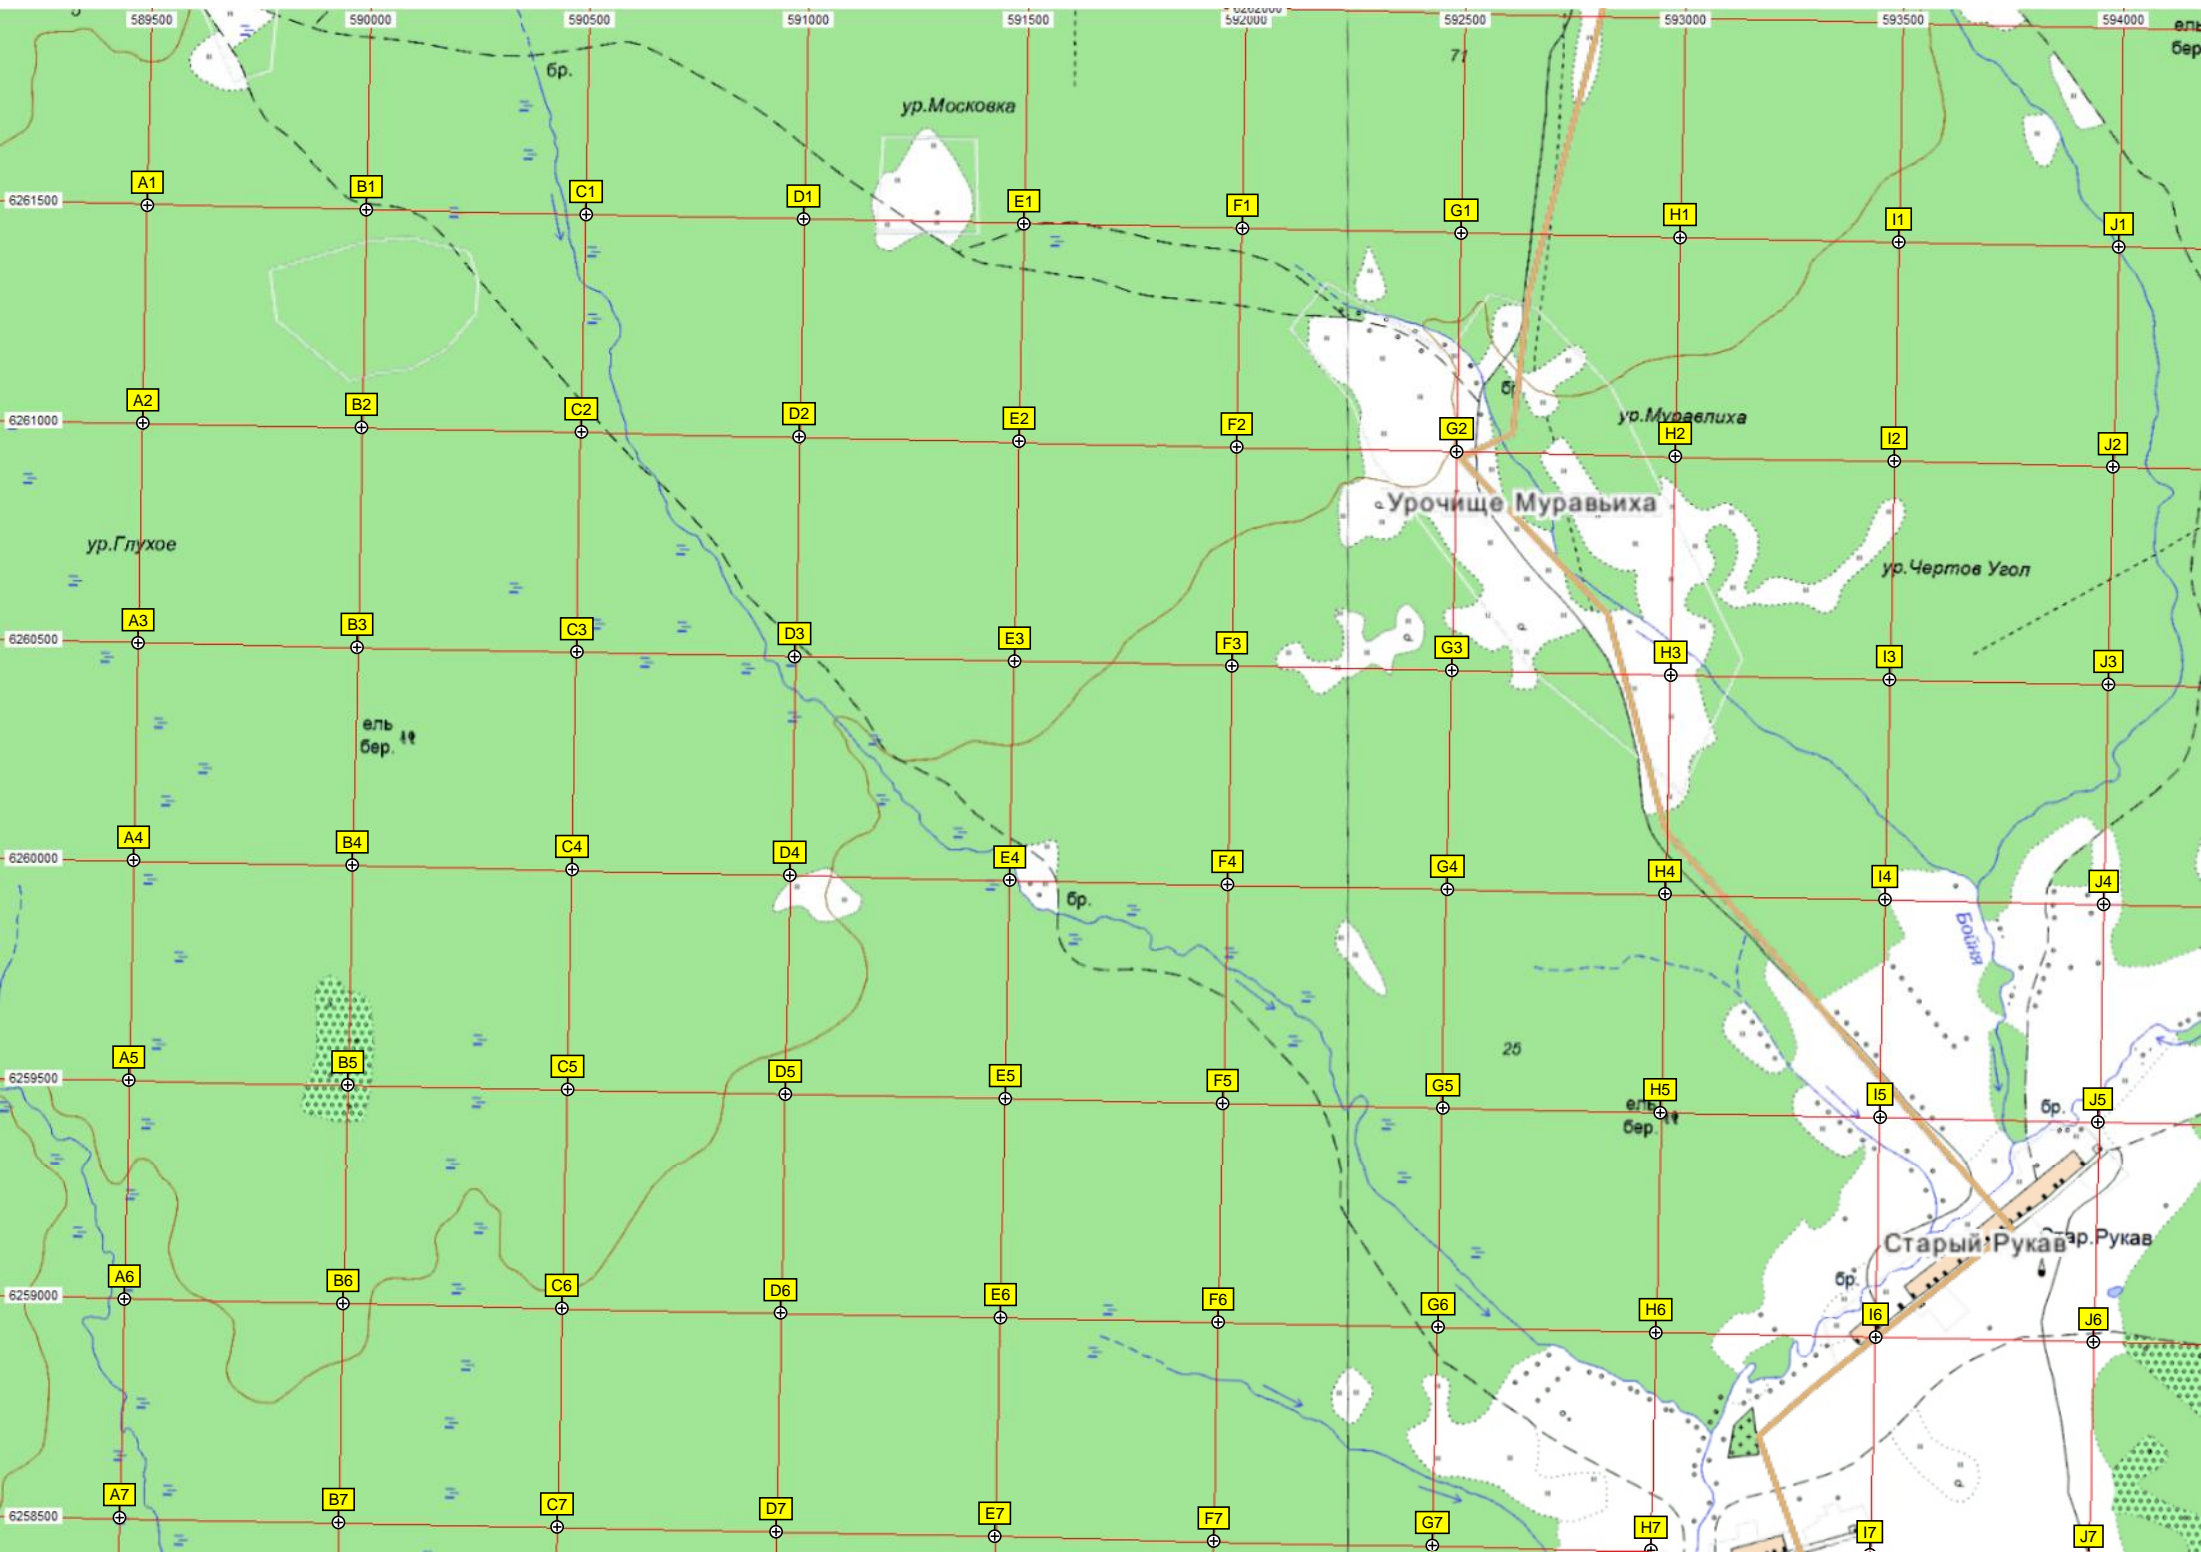 589500 590000 590500 591000 591500 592000 592500 593000 593500 594000
6262000
ель
бер.
бр.
71
ур.Московка
6261500
A1 B1 C1 D1 E1 F1 G1 H1 I1 J1
6261000
A2 B2 C2 D2 E2 F2 G2 H2 I2 J2
ур.Муравлиха
Урочище Муравьиха
ур.Глухое
ур.Чертов Угол
6260500
A3 B3 C3 D3 E3 F3 G3 H3 I3 J3
ель
бер.
6260000
A4 B4 C4 D4 E4 F4 G4 H4 I4 J4
бр.
Бойня
25
6259500
A5 B5 C5 D5 E5 F5 G5 H5 I5 J5
ель
бер.
бр.
Старый Рукав
Стар.Рукав
бр.
6259000
A6 B6 C6 D6 E6 F6 G6 H6 I6 J6
6258500
A7 B7 C7 D7 E7 F7 G7 H7 I7 J7